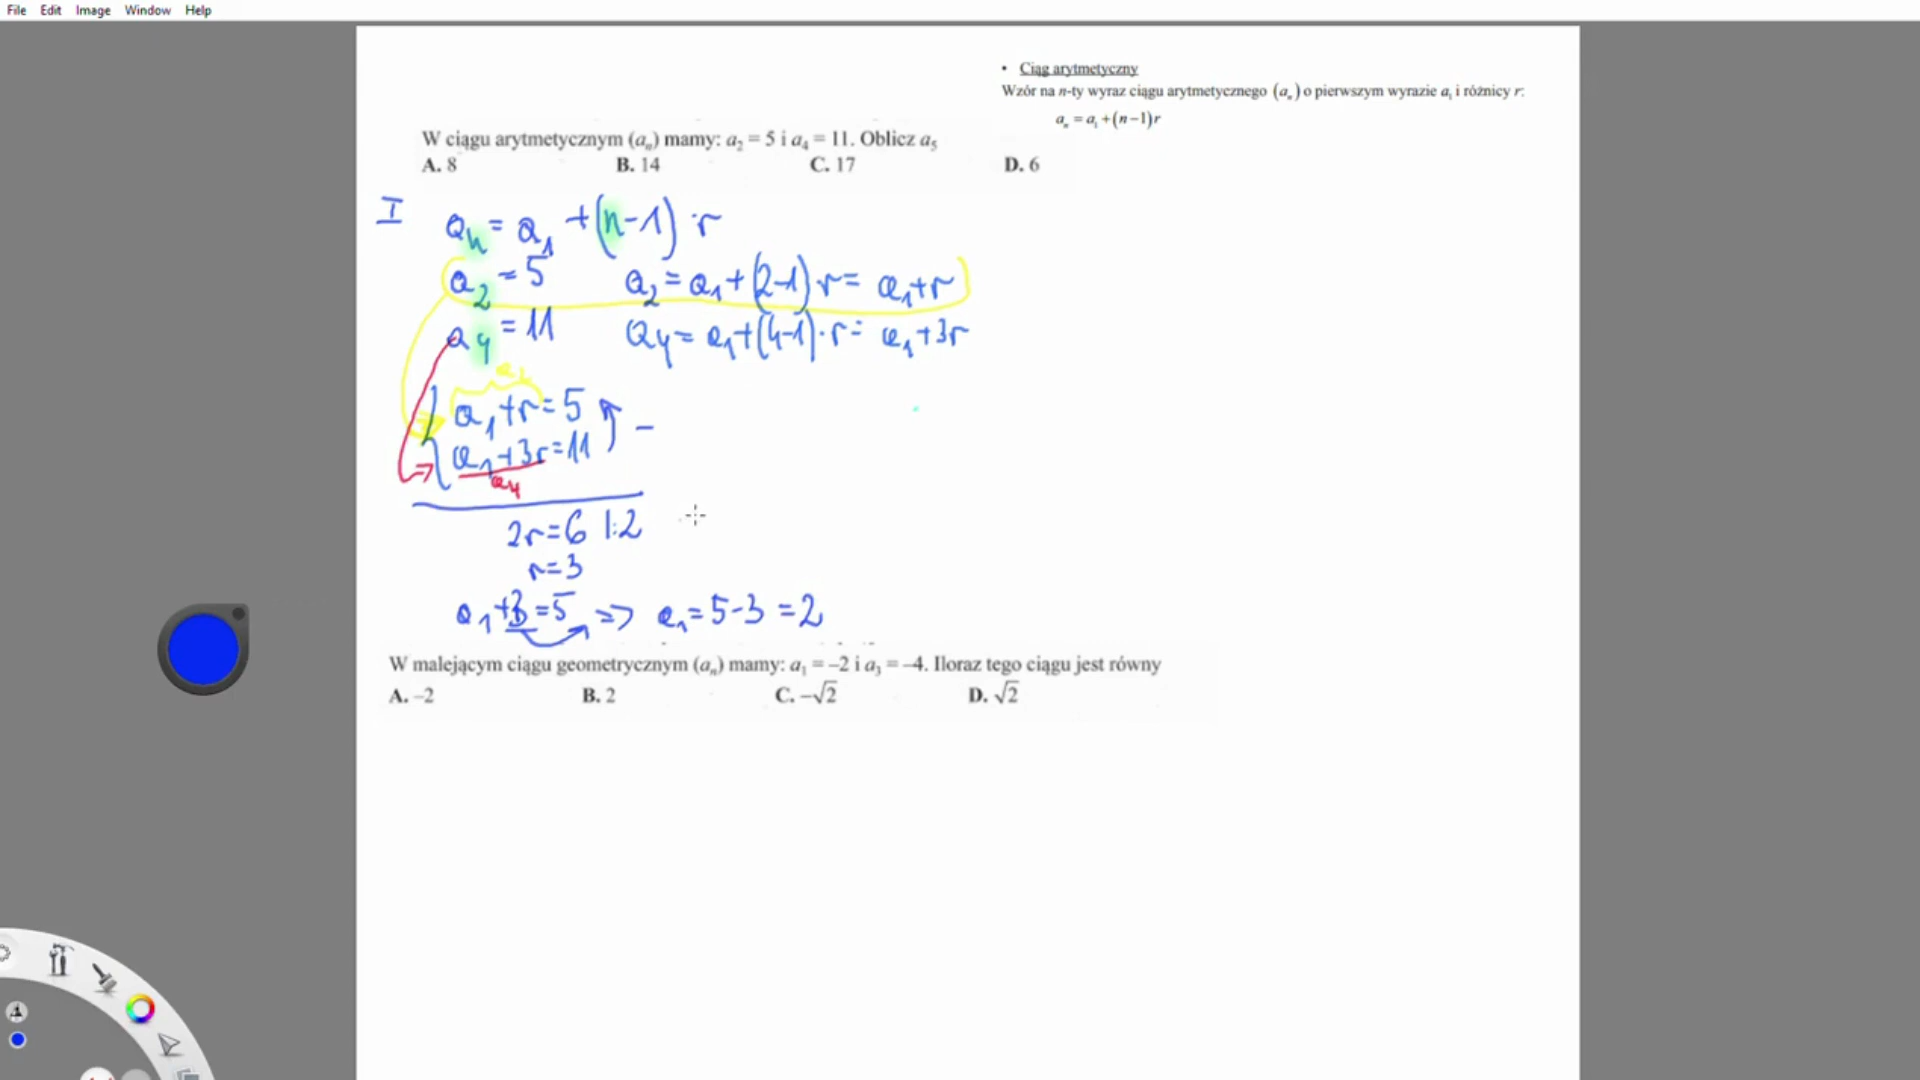 File Edit Image Window Help
• Ciąg arytmetyczny
Wzór na n-ty wyraz ciągu arytmetycznego (aₙ) o pierwszym wyrazie a₁ i różnicy r:
aₙ = a₁ + (n−1)r
W ciągu arytmetycznym (aₙ) mamy: a₂ = 5 i a₄ = 11. Oblicz a₅
A. 8 B. 14 C. 17 D. 6
I aₙ = a₁ + (n-1) · r
a₂ = 5 a₂ = a₁ + (2-1) · r = a₁+r
a₄ = 11 a₄ = a₁+(4-1) · r = a₁+3r
a₁+r = 5
a₁+3r = 11 −
a₄
2r = 6 |:2
r = 3
a₁+3 = 5 => a₁ = 5-3 = 2
W malejącym ciągu geometrycznym (aₙ) mamy: a₁ = –2 i a₃ = –4. Iloraz tego ciągu jest równy
A. –2 B. 2 C. –√2 D. √2